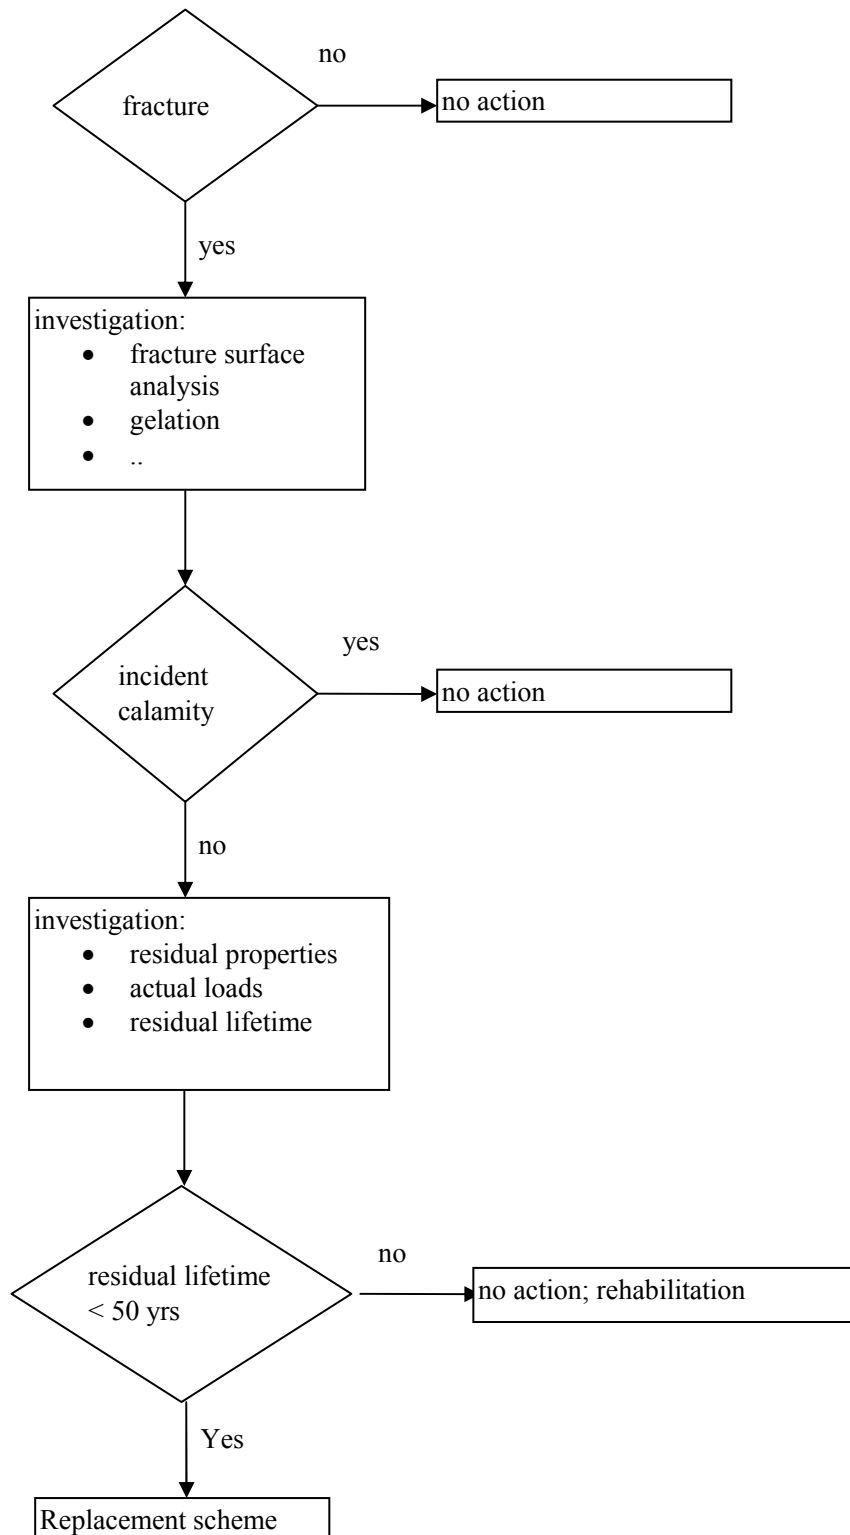 no
fracture
no action
yes
investigation:
• fracture surface
analysis
• gelation
• ..
yes
incident
calamity
no action
no
investigation:
• residual properties
• actual loads
• residual lifetime
no
residual lifetime
< 50 yrs
no action; rehabilitation
Yes
Replacement scheme